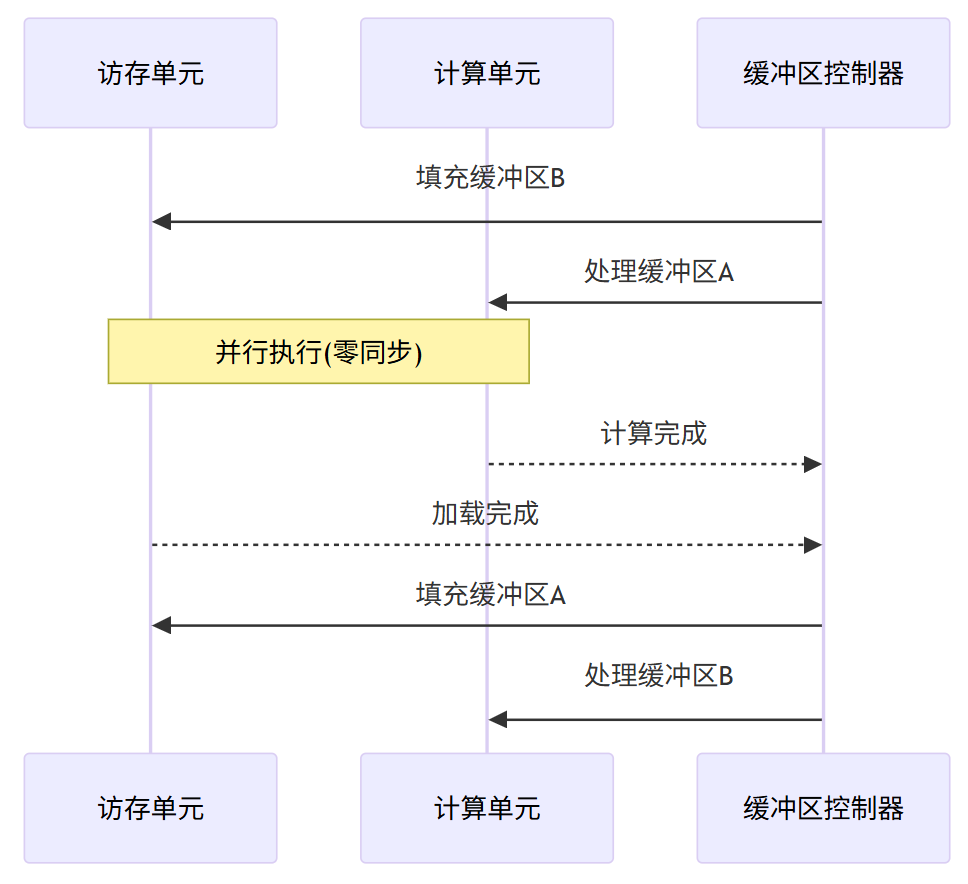 访存单元
计算单元
缓冲区控制器
填充缓冲区B
处理缓冲区A
并行执行(零同步)
计算完成
加载完成
填充缓冲区A
处理缓冲区B
访存单元
计算单元
缓冲区控制器